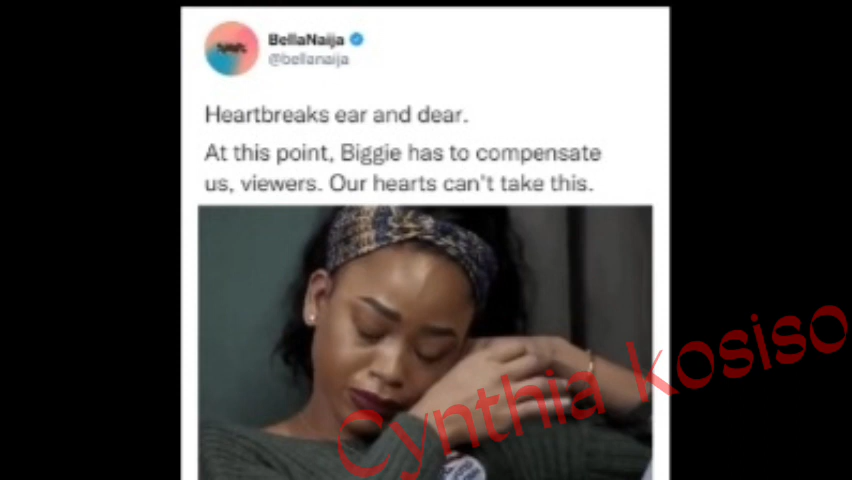 BellaNaija
@bellanaija
Heartbreaks ear and dear.
At this point, Biggie has to compensate
us, viewers. Our hearts can't take this.
Cynthia Kosiso